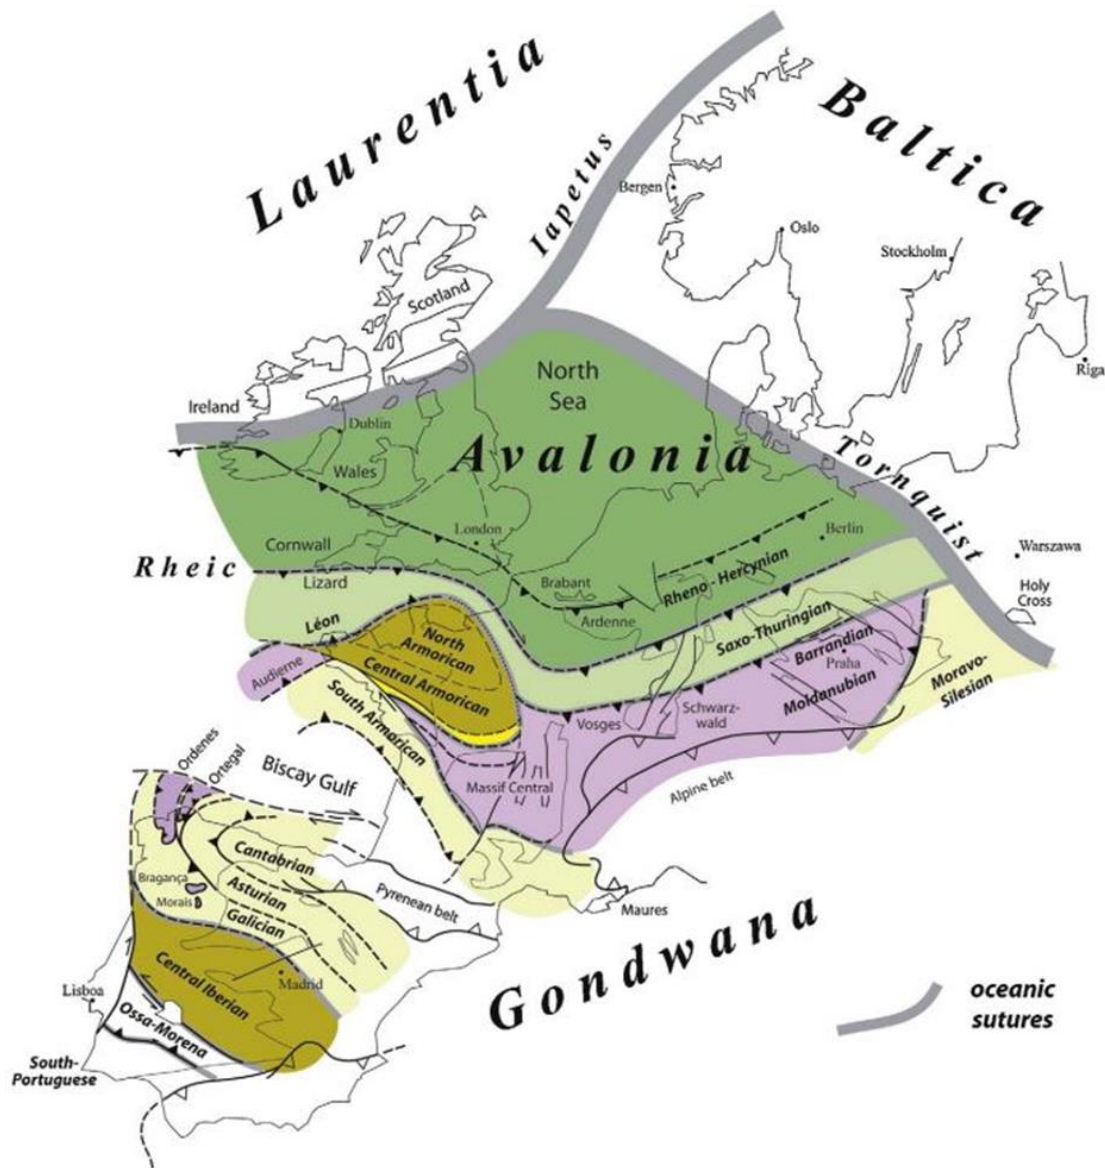 Laurentia
Baltica
Iapetus
Bergen
Oslo
Stockholm
Scotland
Riga
North
Sea
Ireland
Dublin
Avalonia
Tornquist
Wales
London
Berlin
Cornwall
Warszawa
Rheic
Lizard
Brabant
Rheno-Hercynian
Holy
Cross
Léon
Ardenne
North
Armorican
Saxo-Thuringian
Barrandian
Praha
Audierne
Central Armorican
Moldanubian
Moravo-
Silesian
South Armorican
Vosges
Schwarz-
wald
Ordenes
Ortegal
Biscay Gulf
Massif Central
Alpine belt
Cantabrian
Bragança
Asturian
Pyrenean belt
Morais
Galician
Maures
Gondwana
Central Iberian
Madrid
Lisboa
Ossa-Morena
oceanic
sutures
South-
Portuguese